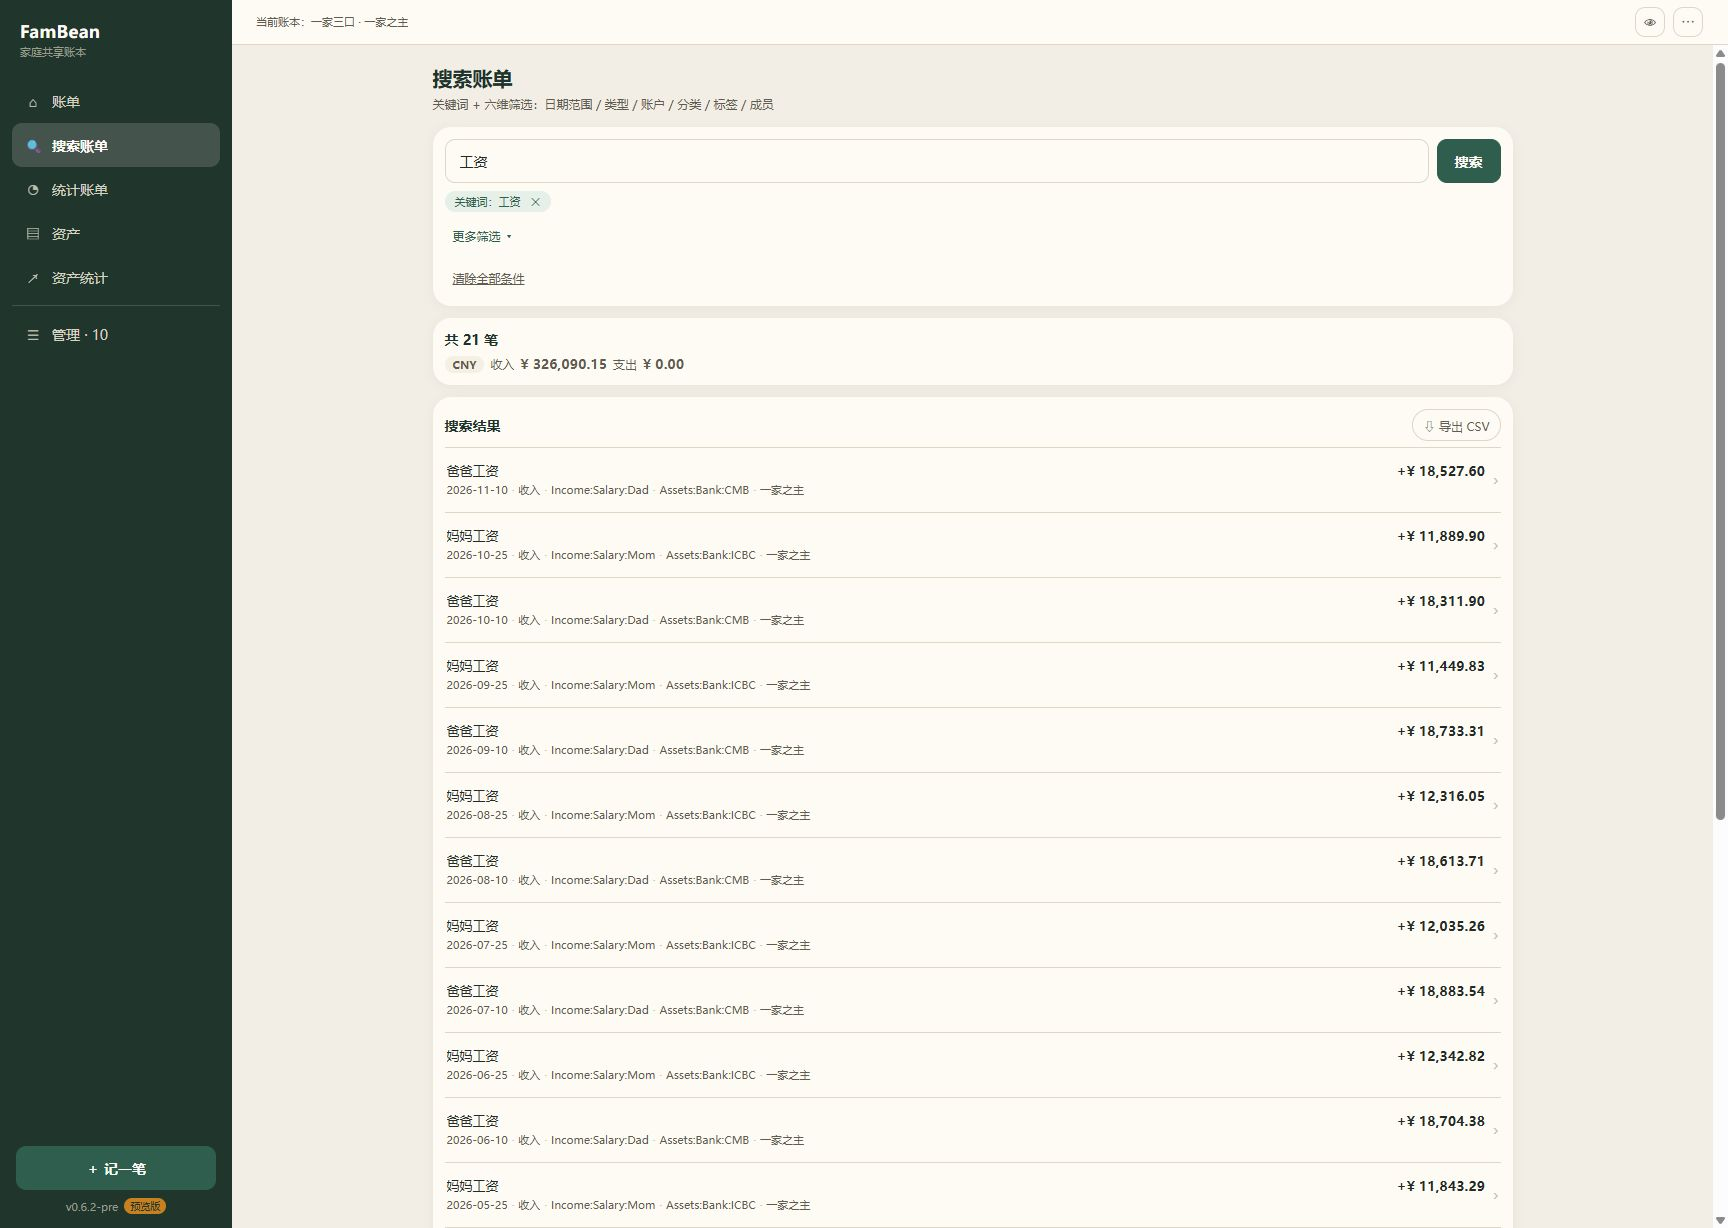 FamBean
家庭共享账本
账单
搜索账单
统计账单
资产
资产统计
管理 · 10
+ 记一笔
v0.6.2-pre 预览版
当前账本：一家三口 · 一家之主
搜索账单
关键词 + 六维筛选：日期范围 / 类型 / 账户 / 分类 / 标签 / 成员
工资
搜索
关键词：工资 ×
更多筛选
清除全部条件
共 21 笔
CNY 收入 ¥ 326,090.15 支出 ¥ 0.00
搜索结果
导出 CSV
爸爸工资 +¥ 18,527.60
2026-11-10 · 收入 · Income:Salary:Dad · Assets:Bank:CMB · 一家之主
妈妈工资 +¥ 11,889.90
2026-10-25 · 收入 · Income:Salary:Mom · Assets:Bank:ICBC · 一家之主
爸爸工资 +¥ 18,311.90
2026-10-10 · 收入 · Income:Salary:Dad · Assets:Bank:CMB · 一家之主
妈妈工资 +¥ 11,449.83
2026-09-25 · 收入 · Income:Salary:Mom · Assets:Bank:ICBC · 一家之主
爸爸工资 +¥ 18,733.31
2026-09-10 · 收入 · Income:Salary:Dad · Assets:Bank:CMB · 一家之主
妈妈工资 +¥ 12,316.05
2026-08-25 · 收入 · Income:Salary:Mom · Assets:Bank:ICBC · 一家之主
爸爸工资 +¥ 18,613.71
2026-08-10 · 收入 · Income:Salary:Dad · Assets:Bank:CMB · 一家之主
妈妈工资 +¥ 12,035.26
2026-07-25 · 收入 · Income:Salary:Mom · Assets:Bank:ICBC · 一家之主
爸爸工资 +¥ 18,883.54
2026-07-10 · 收入 · Income:Salary:Dad · Assets:Bank:CMB · 一家之主
妈妈工资 +¥ 12,342.82
2026-06-25 · 收入 · Income:Salary:Mom · Assets:Bank:ICBC · 一家之主
爸爸工资 +¥ 18,704.38
2026-06-10 · 收入 · Income:Salary:Dad · Assets:Bank:CMB · 一家之主
妈妈工资 +¥ 11,843.29
2026-05-25 · 收入 · Income:Salary:Mom · Assets:Bank:ICBC · 一家之主